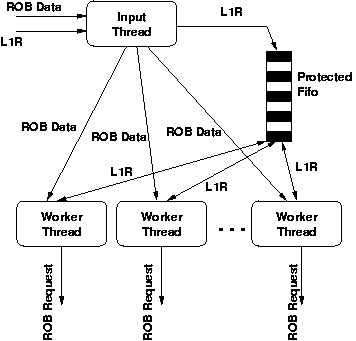 ROB Data
L1R
Input
Thread
L1R
Protected
Fifo
ROB Data
ROB Data
ROB Data
L1R
L1R
L1R
Worker
Thread
Worker
Thread
Worker
Thread
ROB Request
ROB Request
ROB Request